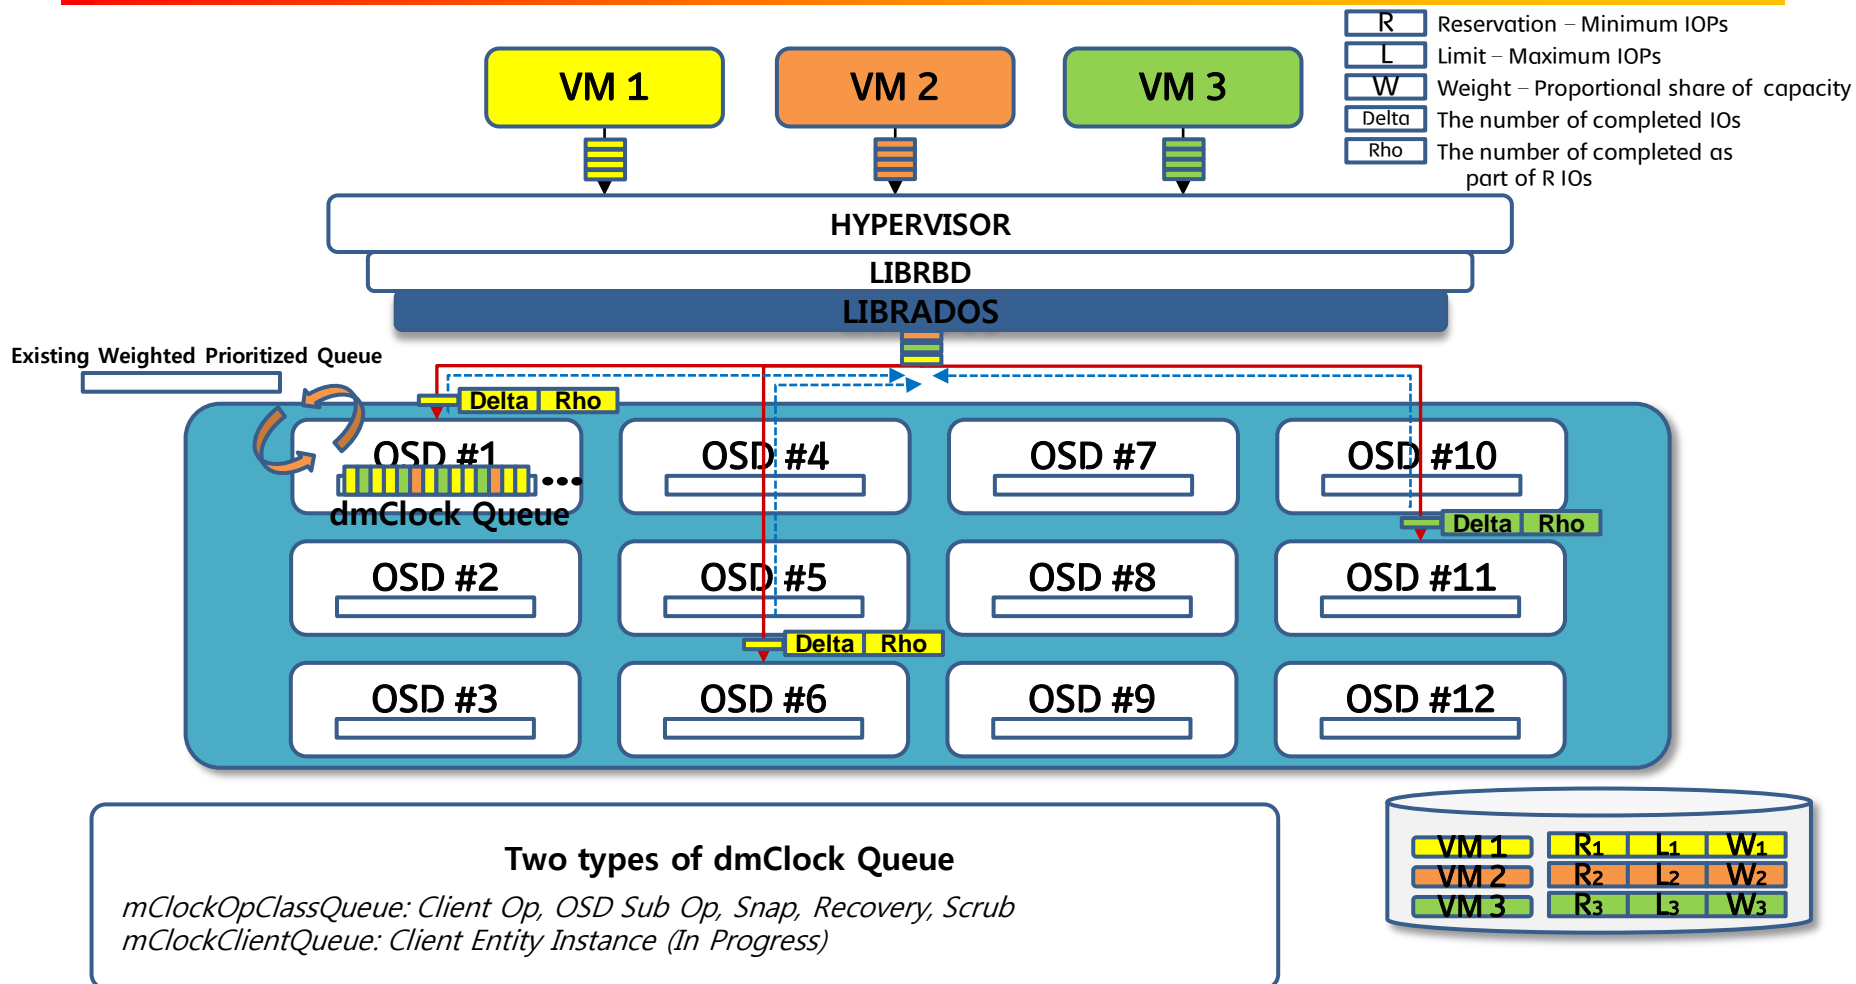 R Reservation – Minimum IOPs
L Limit – Maximum IOPs
W Weight – Proportional share of capacity
Delta The number of completed IOs
Rho The number of completed as
part of R IOs
VM 1 VM 2 VM 3
HYPERVISOR
LIBRBD
LIBRADOS
Existing Weighted Prioritized Queue
Delta Rho
OSD #1 OSD #4 OSD #7 OSD #10
•••
dmClock Queue
Delta Rho
OSD #2 OSD #5 OSD #8 OSD #11
Delta Rho
OSD #3 OSD #6 OSD #9 OSD #12
Two types of dmClock Queue
mClockOpClassQueue: Client Op, OSD Sub Op, Snap, Recovery, Scrub
mClockClientQueue: Client Entity Instance (In Progress)
VM 1 R1 L1 W1
VM 2 R2 L2 W2
VM 3 R3 L3 W3